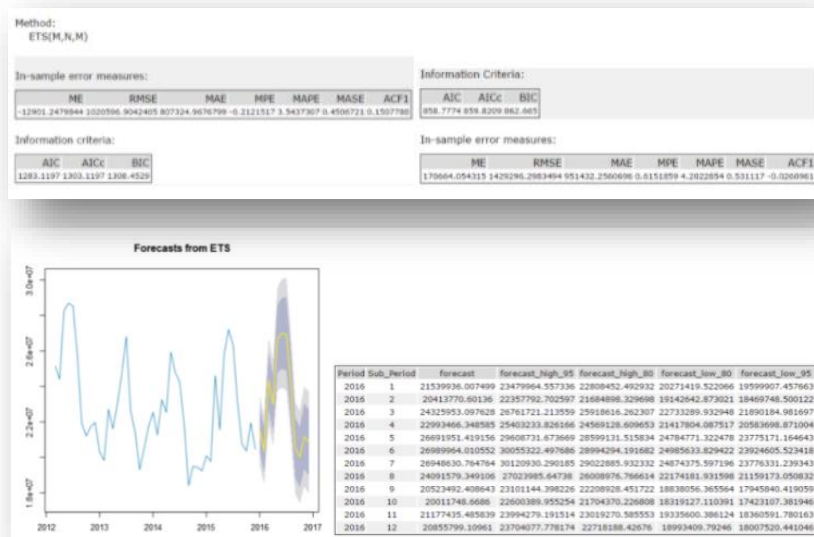 Method:
ETS(M,N,M)
In-sample error measures:
ME RMSE MAE MPE MAPE MASE ACF1
-12901.2479844 1020596.9042405 807324.9676799 -0.2121517 3.5437307 0.4506721 0.1507788
Information criteria:
AIC AICc BIC
1283.1197 1303.1197 1308.4529
Information Criteria:
AIC AICc BIC
858.7774 859.8209 862.665
In-sample error measures:
ME RMSE MAE MPE MAPE MASE ACF1
170664.054315 1429296.2983494 951432.2560696 0.6151859 4.2822854 0.531117 -0.0260961
Forecasts from ETS
3.0e+07
2.6e+07
2.2e+07
1.8e+07
2012 2013 2014 2015 2016 2017
Period Sub_Period forecast forecast_high_95 forecast_high_80 forecast_low_80 forecast_low_95
2016 1 21539936.007499 23479964.557336 22808452.492932 20271419.522066 19599907.457663
2016 2 20413770.60136 22357792.702597 21684898.329698 19142642.873021 18469748.500122
2016 3 24325953.097628 26761721.213559 25918616.262307 22733289.932948 21890184.981697
2016 4 22993466.348585 25403233.826166 24569128.609653 21417804.087517 20583698.871004
2016 5 26691951.419156 29608731.673669 28599131.515834 24784771.322478 23775171.164643
2016 6 26989964.010552 30055322.497686 28994294.191682 24985633.829422 23924605.523418
2016 7 26948630.764764 30120930.290185 29022885.932332 24874375.597196 23776331.239343
2016 8 24091579.349106 27023985.64738 26008976.766614 22174181.931598 21159173.050832
2016 9 20523492.408643 23101144.398226 22208928.451722 18838056.365564 17945840.419059
2016 10 20011748.6686 22600389.955254 21704370.226808 18319127.110391 17423107.381946
2016 11 21177435.485839 23994279.191514 23019270.585553 19335600.386124 18360591.780163
2016 12 20855799.10961 23704077.778174 22718188.42676 18993409.79246 18007520.441046